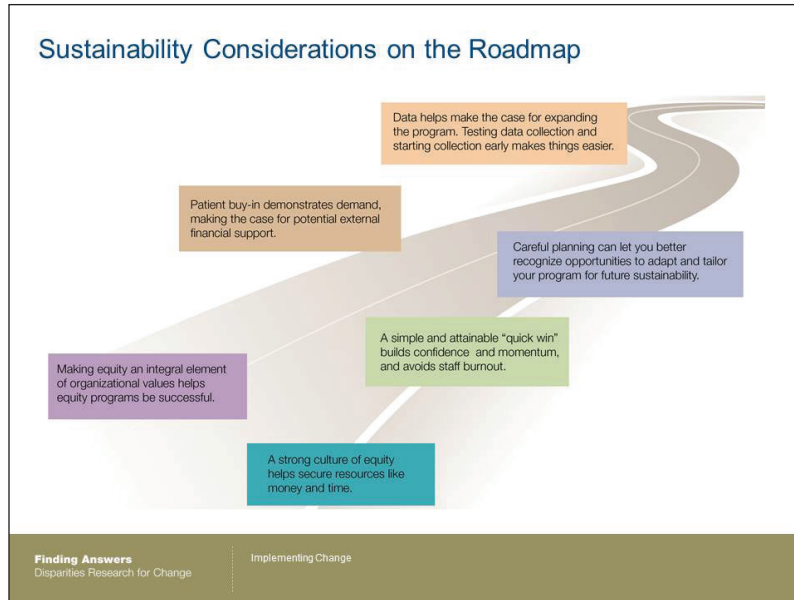 Sustainability Considerations on the Roadmap
Data helps make the case for expanding
the program. Testing data collection and
starting collection early makes things easier.
Patient buy-in demonstrates demand,
making the case for potential external
financial support.
Careful planning can let you better
recognize opportunities to adapt and tailor
your program for future sustainability.
A simple and attainable “quick win”
builds confidence and momentum,
and avoids staff burnout.
Making equity an integral element
of organizational values helps
equity programs be successful.
A strong culture of equity
helps secure resources like
money and time.
Finding Answers
Disparities Research for Change
Implementing Change